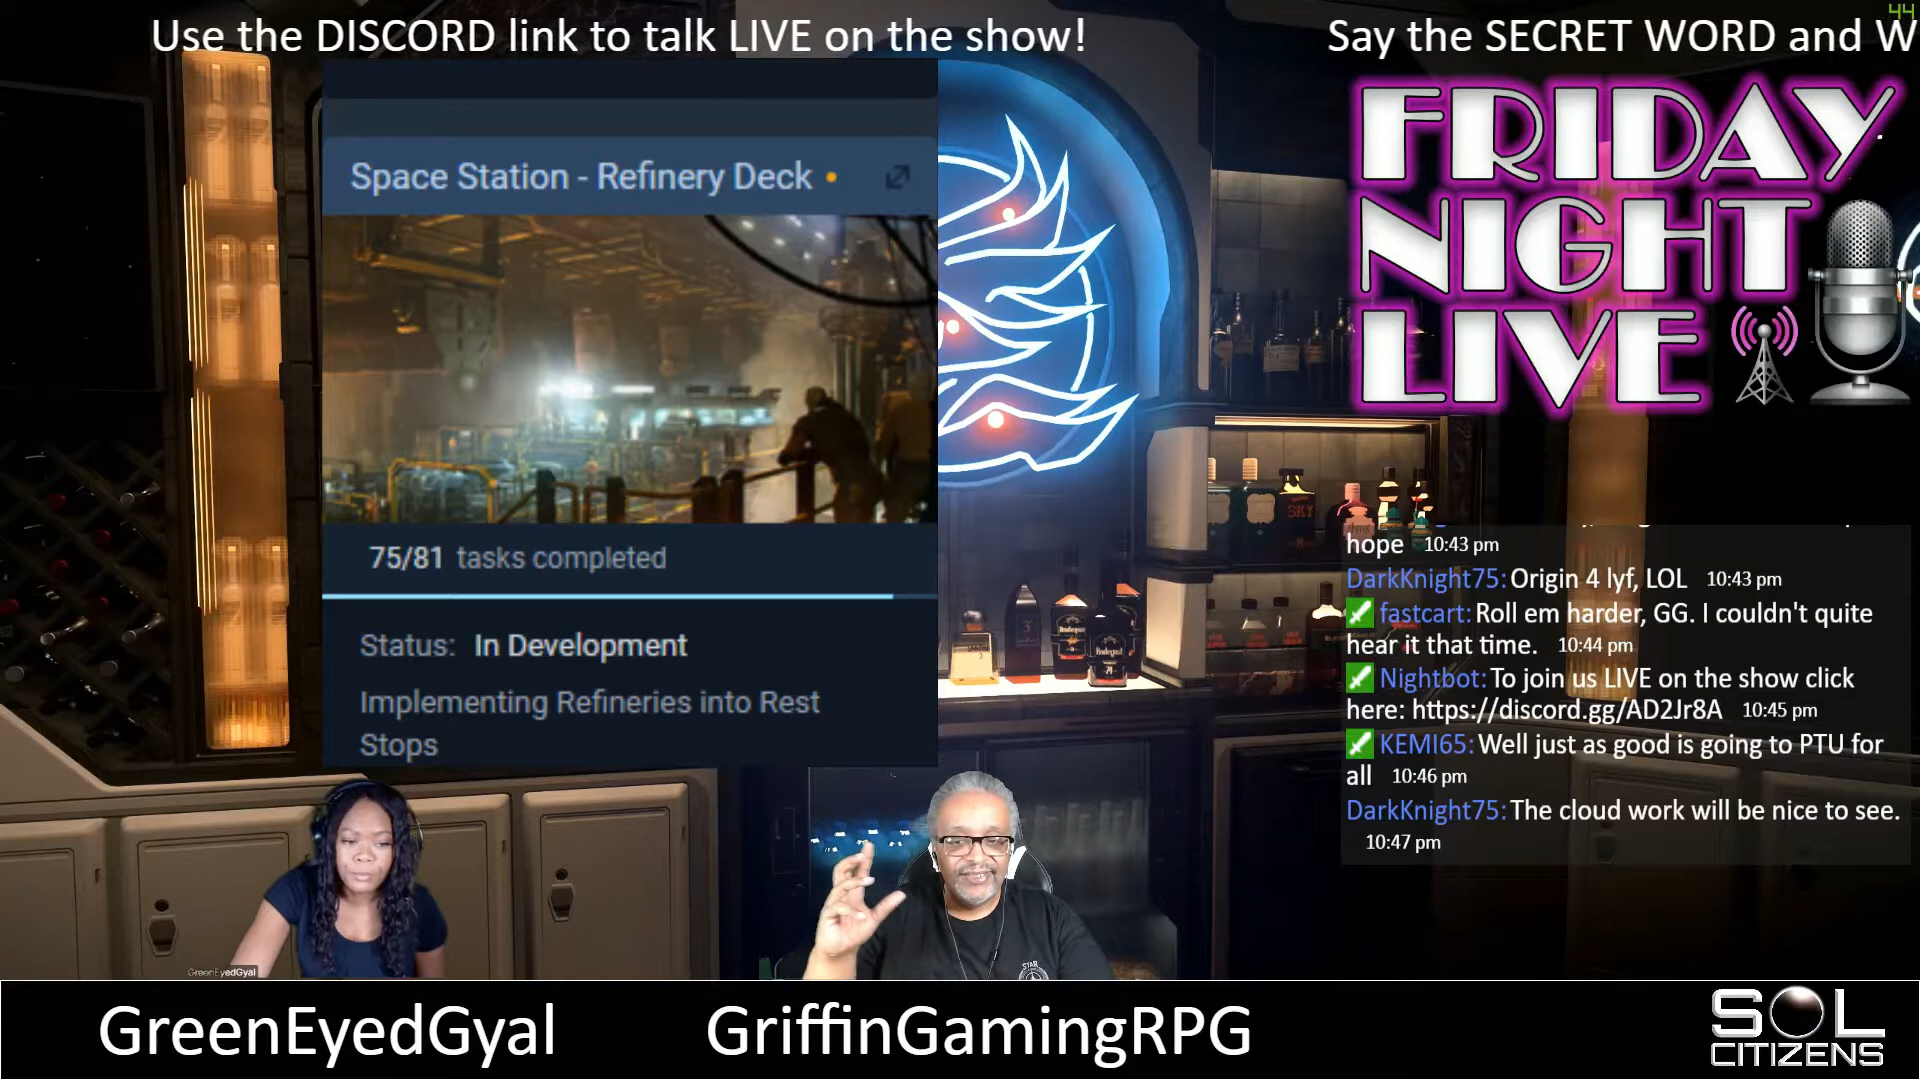 44
Use the DISCORD link to talk LIVE on the show!
Say the SECRET WORD and W
FRIDAY
NIGHT
LIVE
Space Station - Refinery Deck
75/81 tasks completed
Status: In Development
Implementing Refineries into Rest
Stops
SKY
hope 10:43 pm
DarkKnight75: Origin 4 lyf, LOL 10:43 pm
fastcart: Roll em harder, GG. I couldn't quite
hear it that time. 10:44 pm
Nightbot: To join us LIVE on the show click
here: https://discord.gg/AD2Jr8A 10:45 pm
KEMI65: Well just as good is going to PTU for
all 10:46 pm
DarkKnight75: The cloud work will be nice to see.
10:47 pm
Radegast
Radegast
STAR
GreenEyedGyal
GreenEyedGyal
GriffinGamingRPG
SOL
CITIZENS